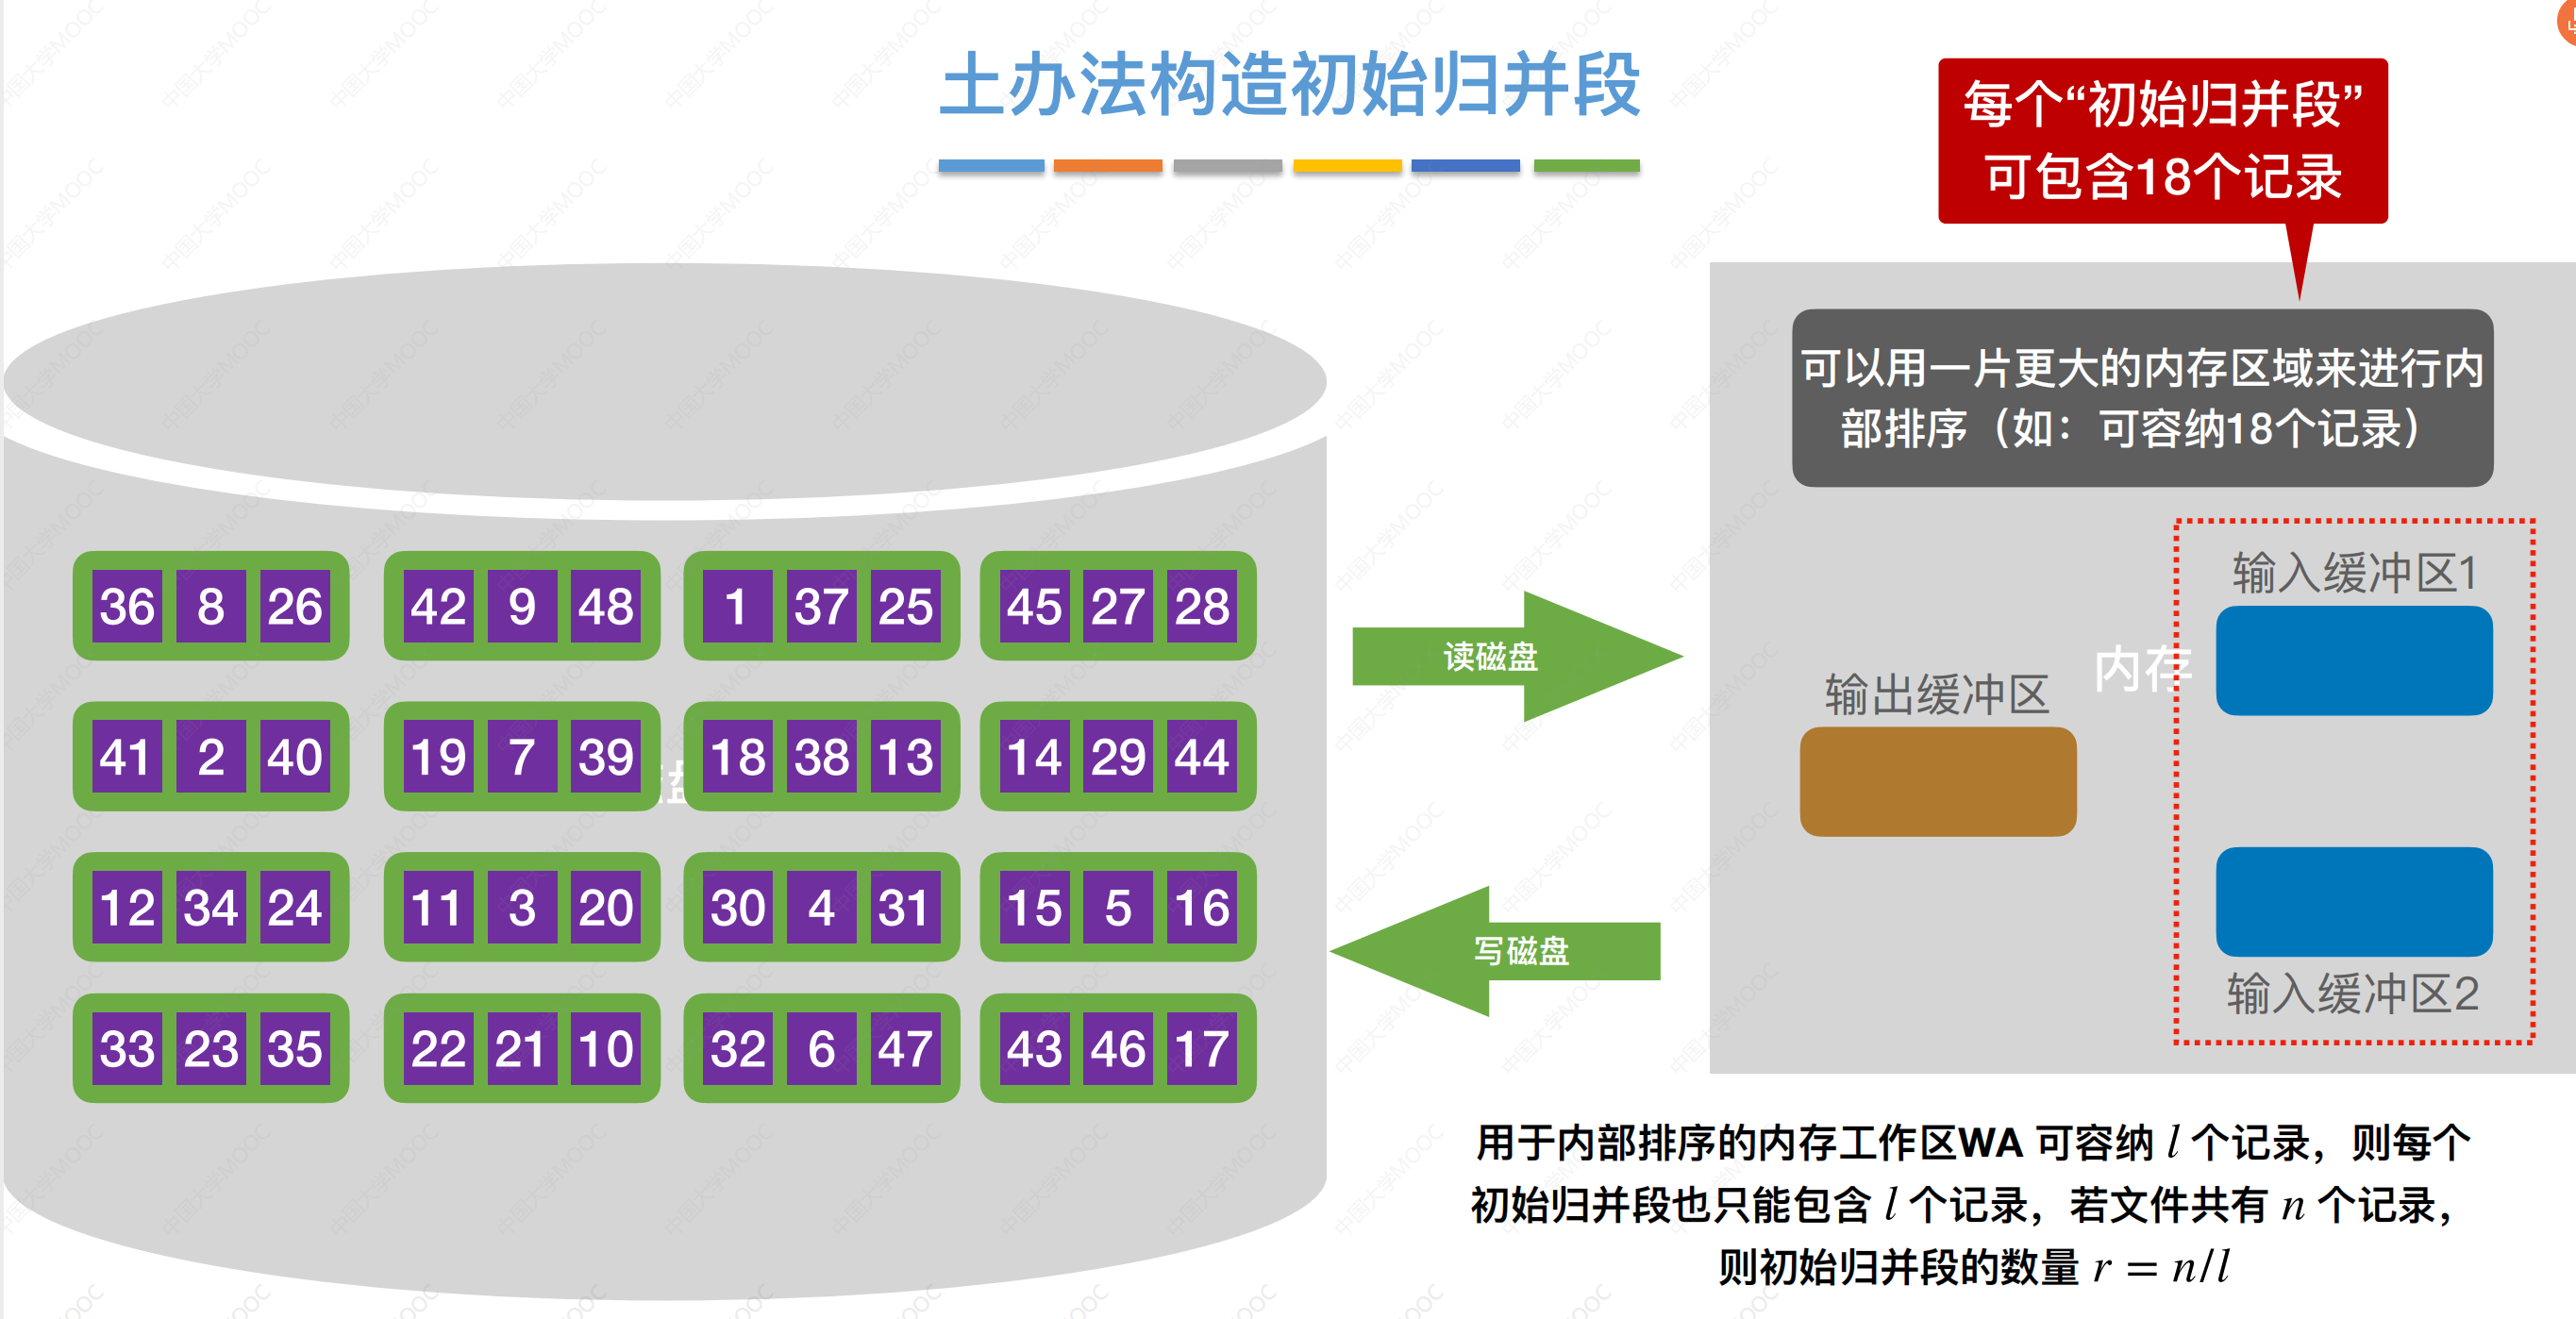 土办法构造初始归并段
每个“初始归并段”
可包含18个记录
可以用一片更大的内存区域来进行内
部排序（如：可容纳18个记录）
36 8 26 42 9 48 1 37 25 45 27 28
41 2 40 19 7 39 18 38 13 14 29 44
12 34 24 11 3 20 30 4 31 15 5 16
33 23 35 22 21 10 32 6 47 43 46 17
读磁盘
写磁盘
输出缓冲区
内存
输入缓冲区1
输入缓冲区2
用于内部排序的内存工作区WA 可容纳 l 个记录，则每个
初始归并段也只能包含 l 个记录，若文件共有 n 个记录，
则初始归并段的数量 r = n/l
中国大学MOOC